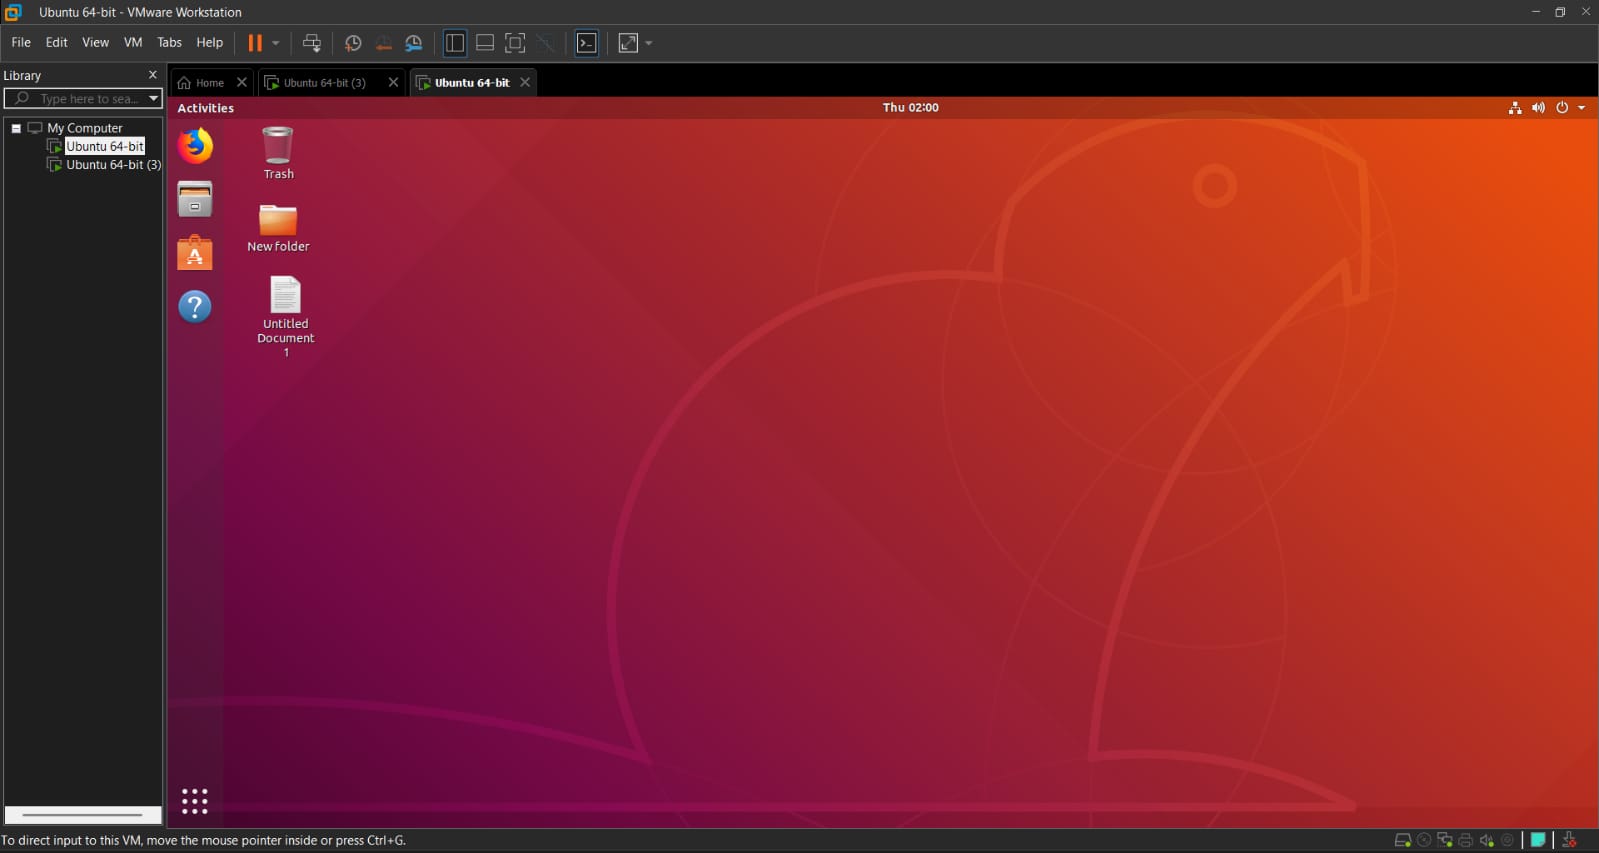 Ubuntu 64-bit - VMware Workstation
File Edit View VM Tabs Help
Library
Type here to sea...
My Computer
Ubuntu 64-bit
Ubuntu 64-bit (3)
Home
Ubuntu 64-bit (3)
Ubuntu 64-bit
Activities
Thu 02:00
Trash
New folder
Untitled
Document
1
To direct input to this VM, move the mouse pointer inside or press Ctrl+G.